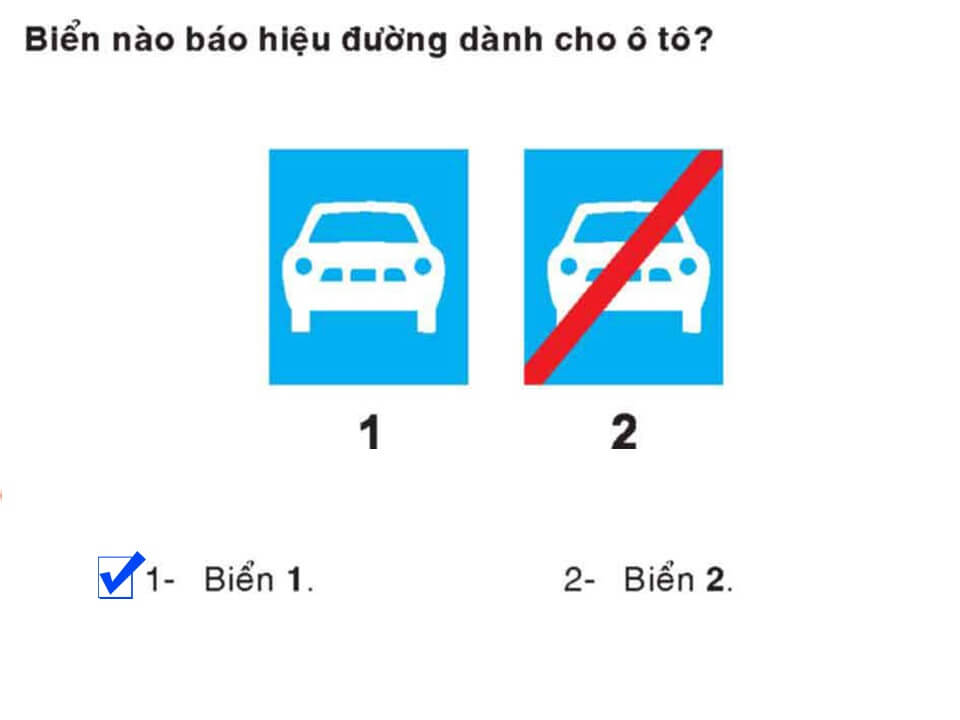 Biển nào báo hiệu đường dành cho ô tô?
1 2
1- Biển 1. 2- Biển 2.